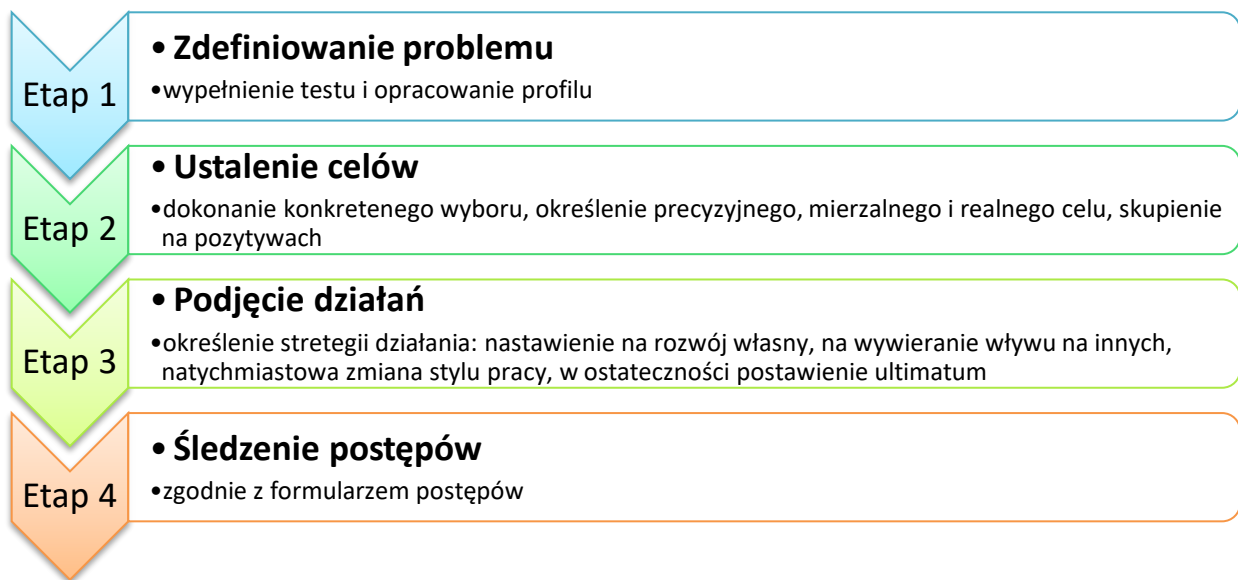 Etap 1
• Zdefiniowanie problemu
•wypełnienie testu i opracowanie profilu
Etap 2
• Ustalenie celów
•dokonanie konkretenego wyboru, określenie precyzyjnego, mierzalnego i realnego celu, skupienie
na pozytywach
Etap 3
• Podjęcie działań
•określenie stretegii działania: nastawienie na rozwój własny, na wywieranie wływu na innych,
natychmiastowa zmiana stylu pracy, w ostateczności postawienie ultimatum
Etap 4
• Śledzenie postępów
•zgodnie z formularzem postępów